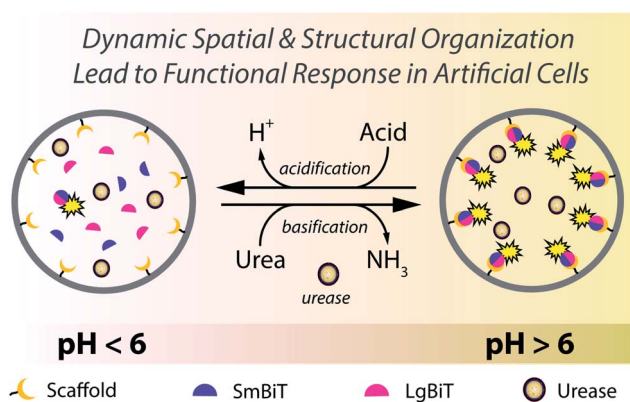 Dynamic Spatial & Structural Organization
Lead to Functional Response in Artificial Cells
H+ Acid
acidification
basification
Urea NH3
urease
pH < 6 pH > 6
Scaffold SmBiT LgBiT Urease